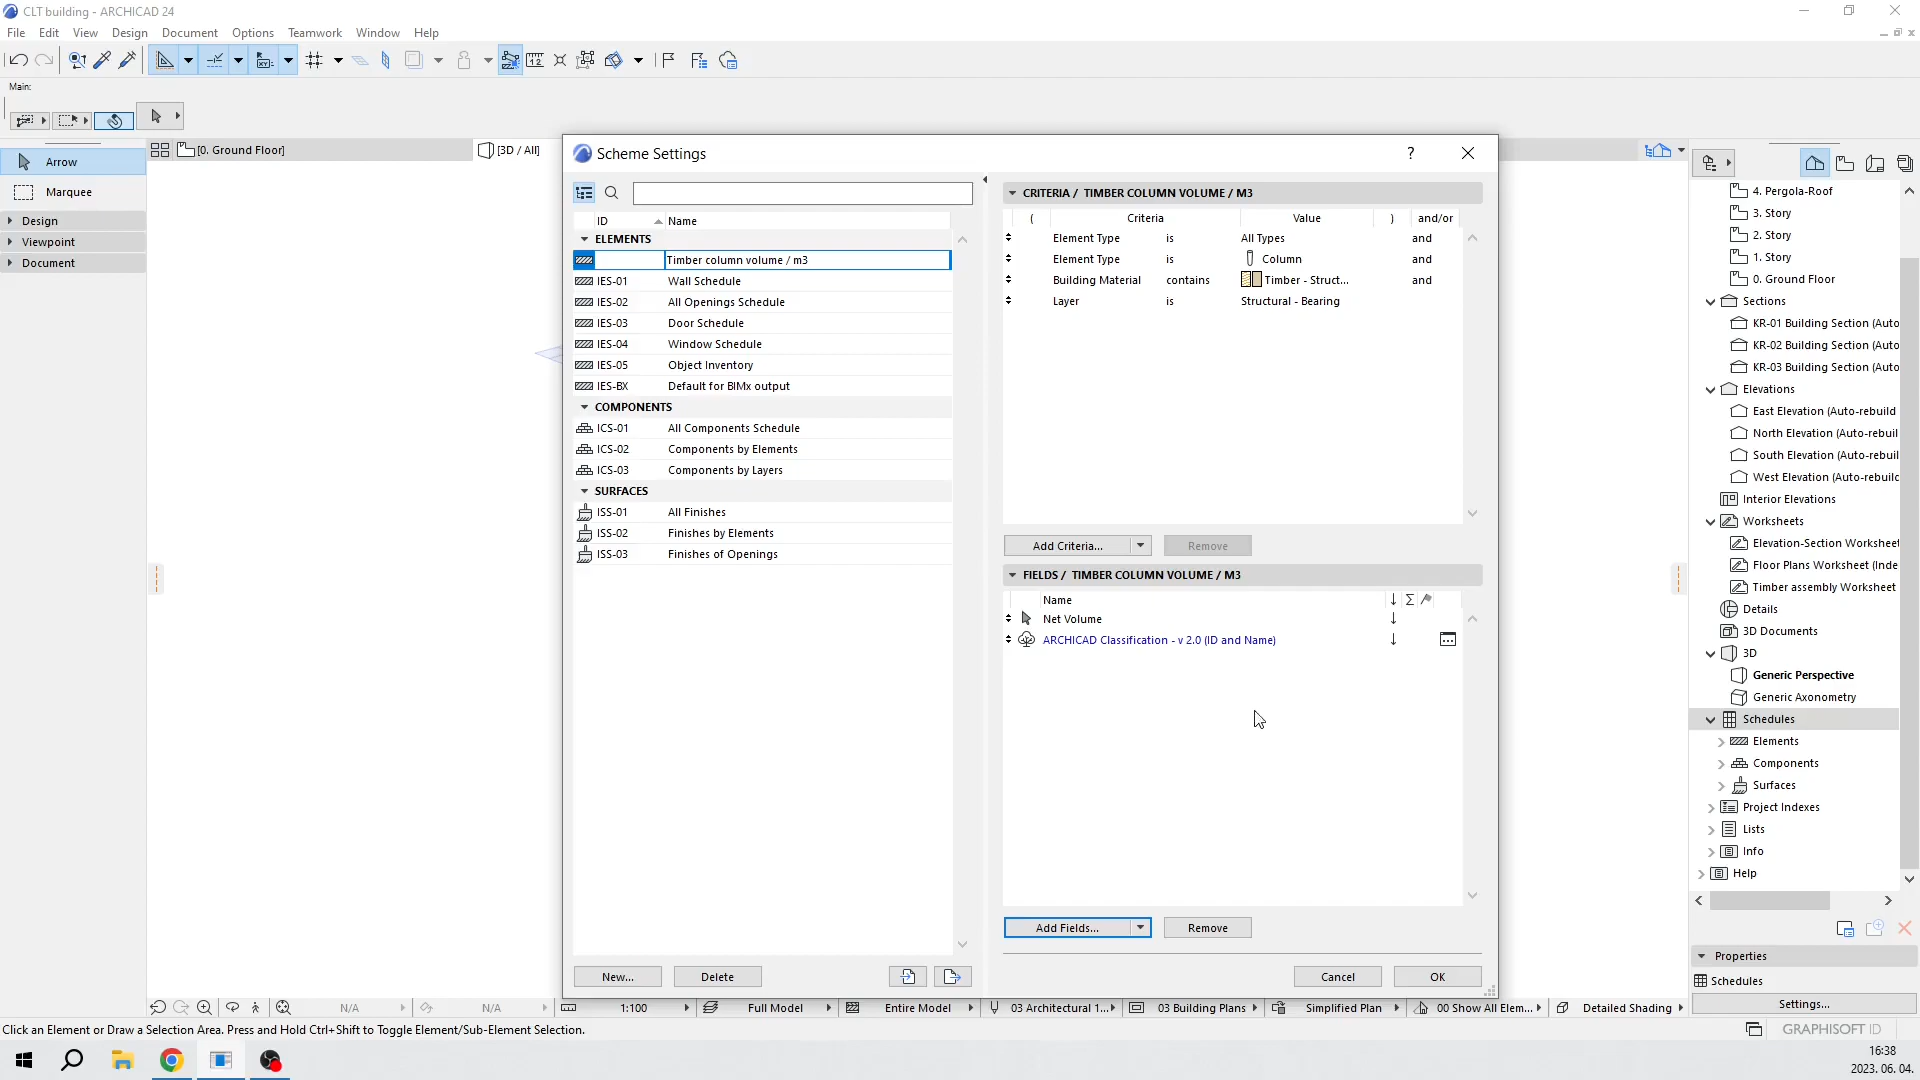 CLT building - ARCHICAD 24
File Edit View Design Document Options Teamwork Window Help
Main:
[0. Ground Floor]
[3D / All]
Arrow
Marquee
Design
Viewpoint
Document
Scheme Settings
?
ID Name
ELEMENTS
Timber column volume / m3
IES-01 Wall Schedule
IES-02 All Openings Schedule
IES-03 Door Schedule
IES-04 Window Schedule
IES-05 Object Inventory
IES-BX Default for BIMx output
COMPONENTS
ICS-01 All Components Schedule
ICS-02 Components by Elements
ICS-03 Components by Layers
SURFACES
ISS-01 All Finishes
ISS-02 Finishes by Elements
ISS-03 Finishes of Openings
New...
Delete
CRITERIA / TIMBER COLUMN VOLUME / M3
( Criteria Value ) and/or
Element Type is All Types and
Element Type is Column and
Building Material contains Timber - Struct... and
Layer is Structural - Bearing
Add Criteria...
Remove
FIELDS / TIMBER COLUMN VOLUME / M3
Name
Net Volume
ARCHICAD Classification - v 2.0 (ID and Name)
Add Fields...
Remove
Cancel
OK
4. Pergola-Roof
3. Story
2. Story
1. Story
0. Ground Floor
Sections
KR-01 Building Section (Auto
KR-02 Building Section (Auto
KR-03 Building Section (Auto
Elevations
East Elevation (Auto-rebuild
North Elevation (Auto-rebuil
South Elevation (Auto-rebuil
West Elevation (Auto-rebuilc
Interior Elevations
Worksheets
Elevation-Section Worksheet
Floor Plans Worksheet (Inde
Timber assembly Worksheet
Details
3D Documents
3D
Generic Perspective
Generic Axonometry
Schedules
Elements
Components
Surfaces
Project Indexes
Lists
Info
Help
Properties
Schedules
Settings...
N/A
N/A
1:100
Full Model
Entire Model
03 Architectural 1...
03 Building Plans
Simplified Plan
00 Show All Elem...
Detailed Shading
Click an Element or Draw a Selection Area. Press and Hold Ctrl+Shift to Toggle Element/Sub-Element Selection.
GRAPHISOFT ID
16:38
2023. 06. 04.